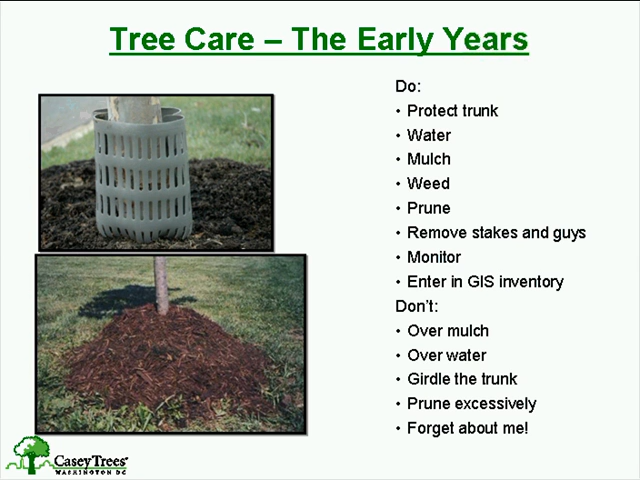 Tree Care – The Early Years
Do:
• Protect trunk
• Water
• Mulch
• Weed
• Prune
• Remove stakes and guys
• Monitor
• Enter in GIS inventory
Don't:
• Over mulch
• Over water
• Girdle the trunk
• Prune excessively
• Forget about me!
Casey Trees®
WASHINGTON DC